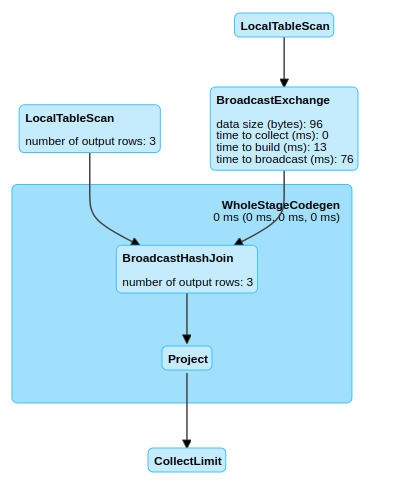 LocalTableScan
BroadcastExchange
data size (bytes): 96
time to collect (ms): 0
time to build (ms): 13
time to broadcast (ms): 76
LocalTableScan
number of output rows: 3
WholeStageCodegen
0 ms (0 ms, 0 ms, 0 ms)
BroadcastHashJoin
number of output rows: 3
Project
CollectLimit